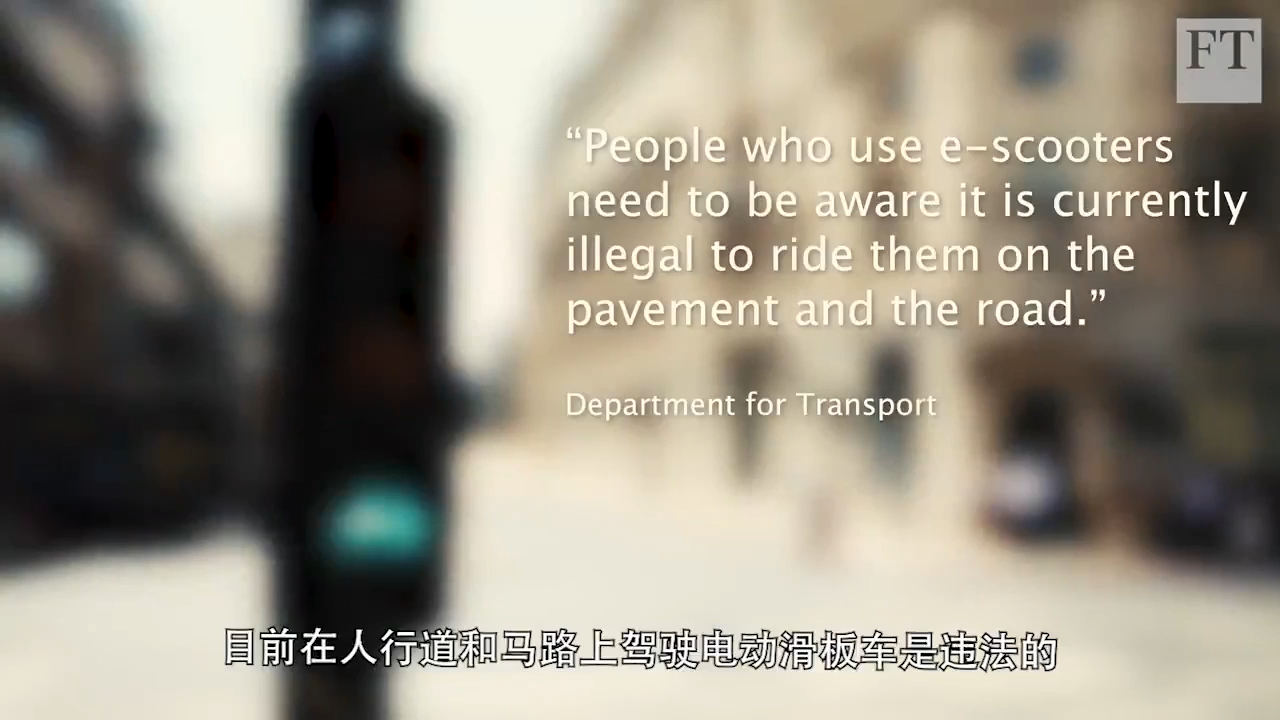 FT
“People who use e-scooters
need to be aware it is currently
illegal to ride them on the
pavement and the road.”
Department for Transport
目前在人行道和马路上驾驶电动滑板车是违法的